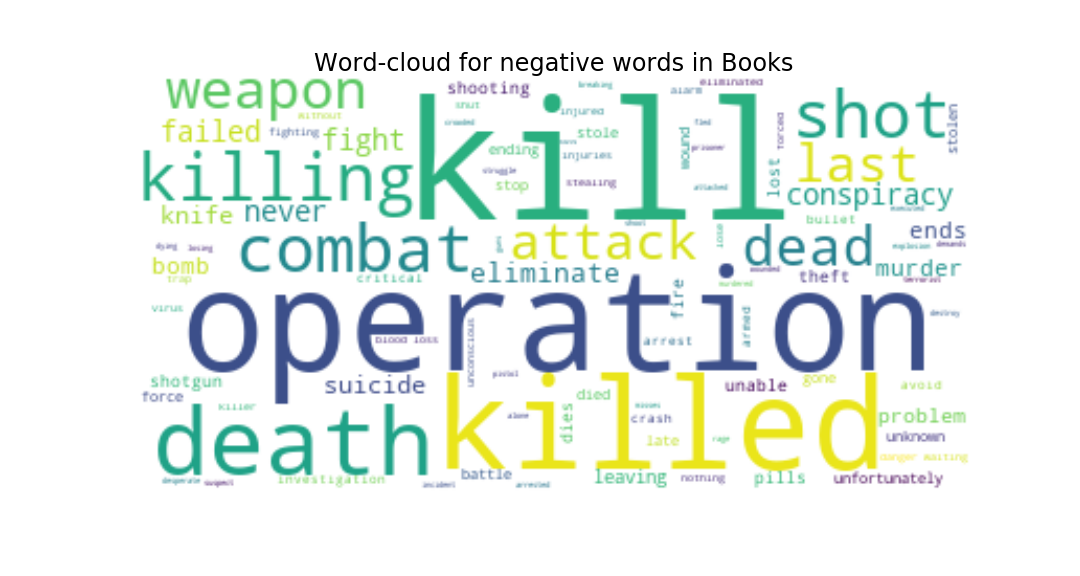 Word-cloud for negative words in Books
weapon
shooting
kill
breaking
alarm
eliminated
shot
stolen
failed
without
fighting
fight
shut
crowded
injured
stole
wound
fled
prisoner
forced
last
killing
ending
injuries
struggle
stop
stealing
attacked
lost
conspiracy
knife
never
shoot
bullet
executed
ends
combat
guns
attack
lose
dead
explosion
demands
dying
losing
bomb
trap
critical
eliminate
wounded
murdered
theft
murder
terrorist
virus
operation
fire
armed
destroy
blood loss
unconscious
arrest
shotgun
force
suicide
pistol
killed
unable
gone
avoid
killer
death
alone
died
dies
misses
crash
late
rage
problem
unknown
danger waiting
desperate
suspect
investigation
battle
incident
arrested
leaving
nothing
pills
unfortunately